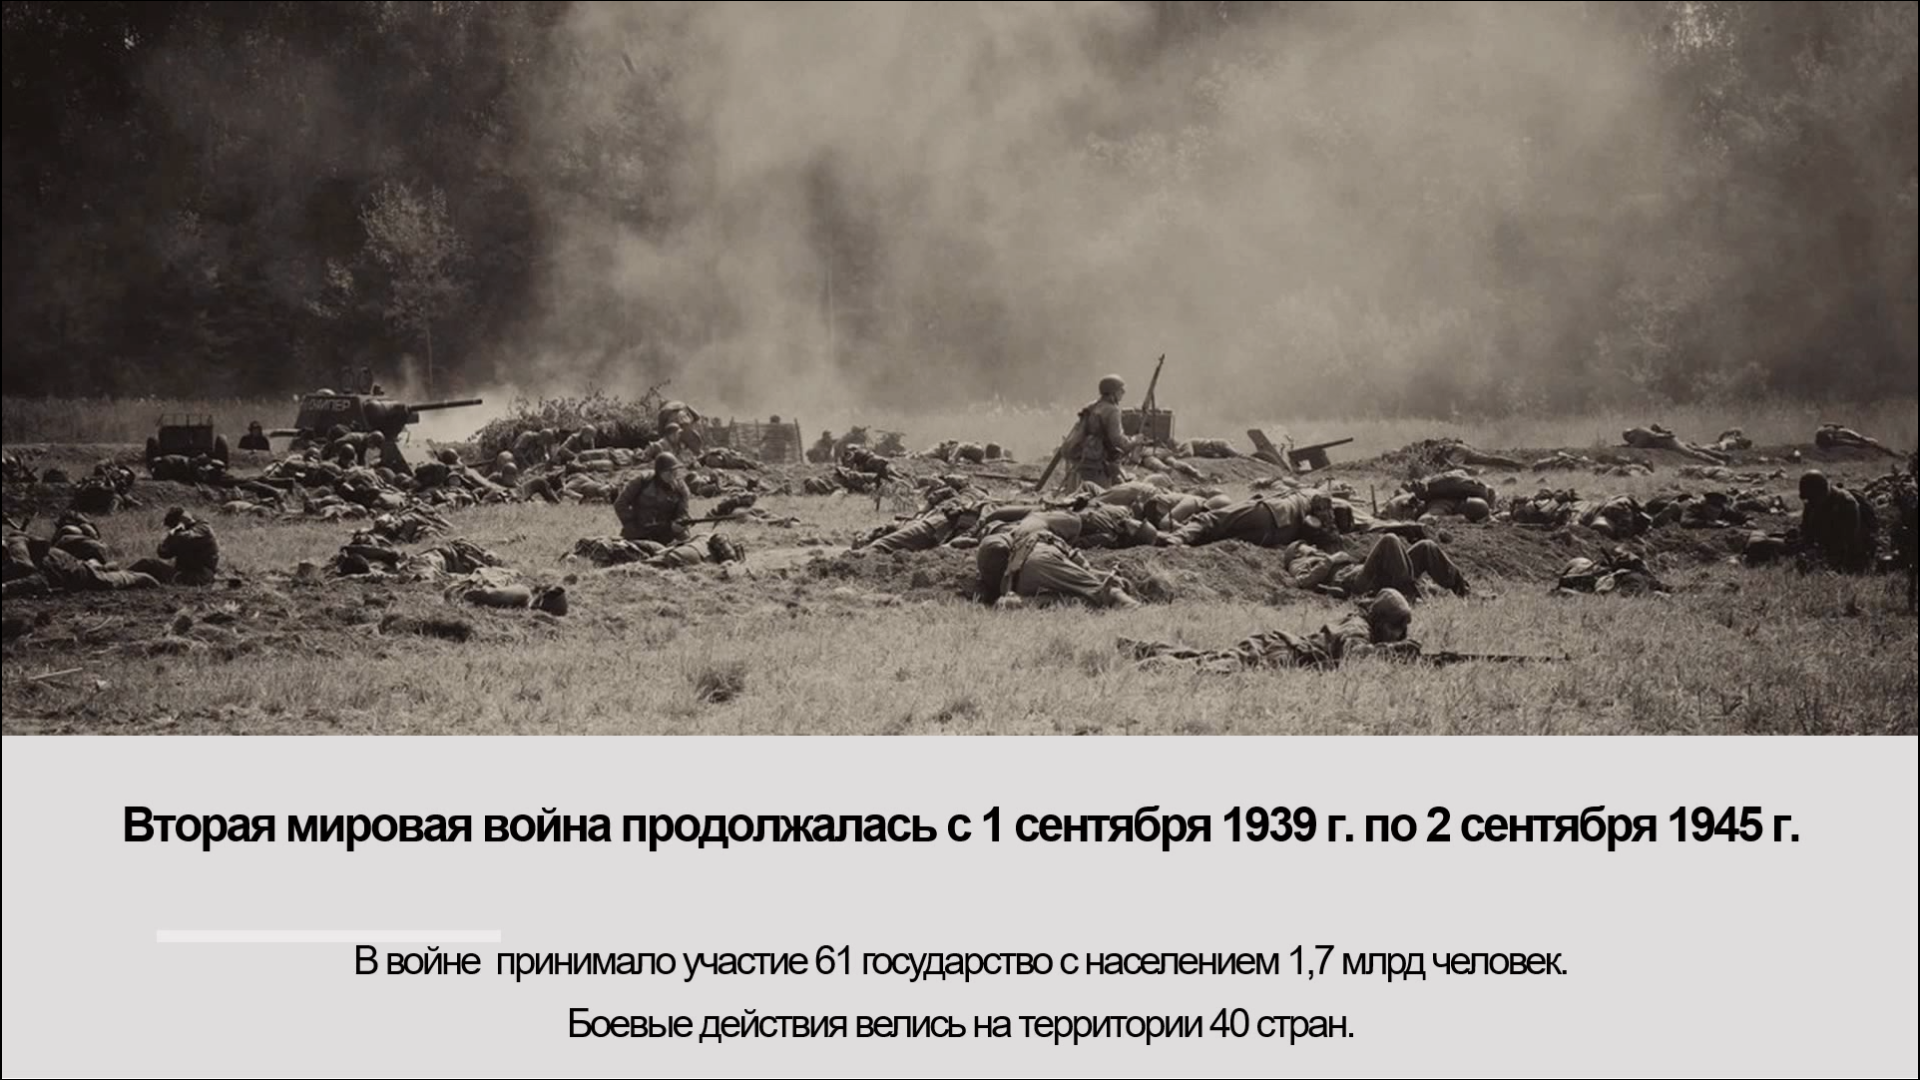 СНАЙПЕР
Вторая мировая война продолжалась с 1 сентября 1939 г. по 2 сентября 1945 г.
В войне принимало участие 61 государство с населением 1,7 млрд человек.
Боевые действия велись на территории 40 стран.